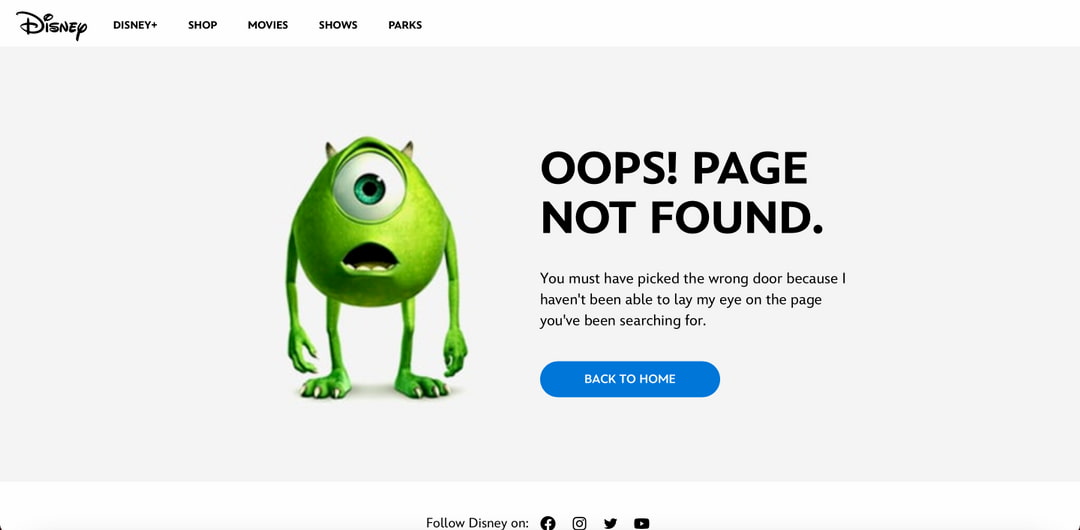 Disney
DISNEY+
SHOP
MOVIES
SHOWS
PARKS
OOPS! PAGE
NOT FOUND.
You must have picked the wrong door because I
haven't been able to lay my eye on the page
you've been searching for.
BACK TO HOME
Follow Disney on: